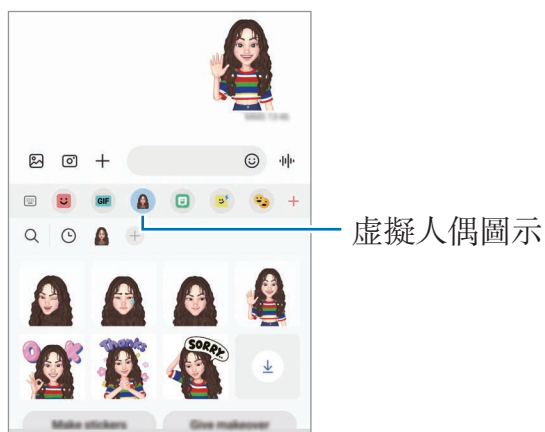 GIF
虛擬人偶圖示
OK
Thanks
SORRY
Make stickers
Give makeover